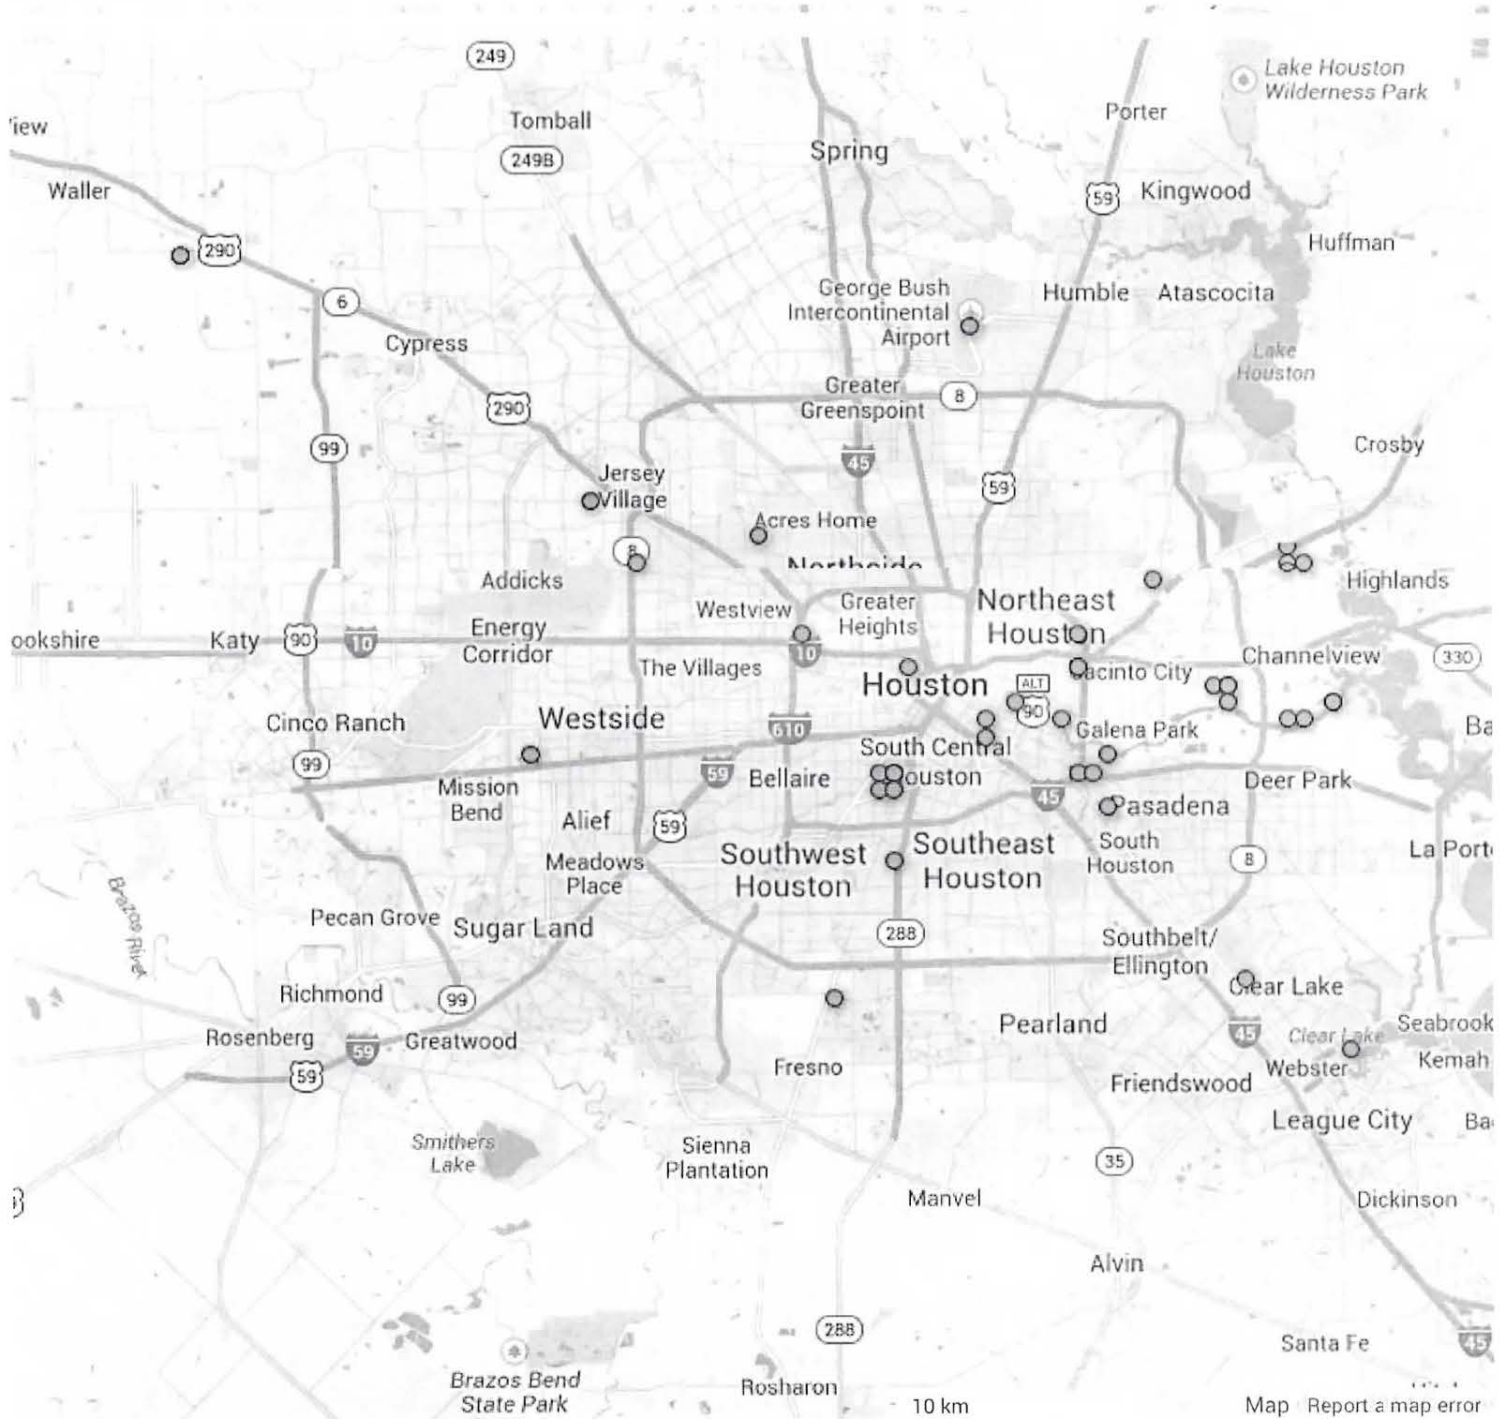 249
Lake Houston
Wilderness Park
Porter
Tomball
iew
249B
Spring
Waller
59
Kingwood
290
Huffman
George Bush
Intercontinental
Airport
Humble
Atascocita
6
Cypress
Lake
Houston
Greater
Greenspoint
8
290
99
45
Crosby
Jersey
Village
59
Acres Home
8
Northside
Addicks
Highlands
Westview
Greater
Heights
Northeast
Houston
ookshire
Katy
90
10
Energy
Corridor
10
The Villages
Channelview
330
Houston
ALT
90
acinto City
Cinco Ranch
Westside
610
Galena Park
Ba
South Central
ouston
99
59
Bellaire
Mission
Bend
45
Deer Park
Alief
59
Pasadena
Meadows
Place
Southwest
Houston
Southeast
Houston
South
Houston
8
La Port
Brazos River
Pecan Grove
Sugar Land
288
Southbelt/
Ellington
Richmond
99
Clear Lake
Rosenberg
59
Greatwood
Pearland
45
Clear Lake
Seabrook
59
Fresno
Webster
Kemah
Friendswood
League City
Ba
Smithers
Lake
Sienna
Plantation
35
Manvel
Dickinson
Alvin
288
Santa Fe
45
Brazos Bend
State Park
Rosharon
10 km
Map
Report a map error